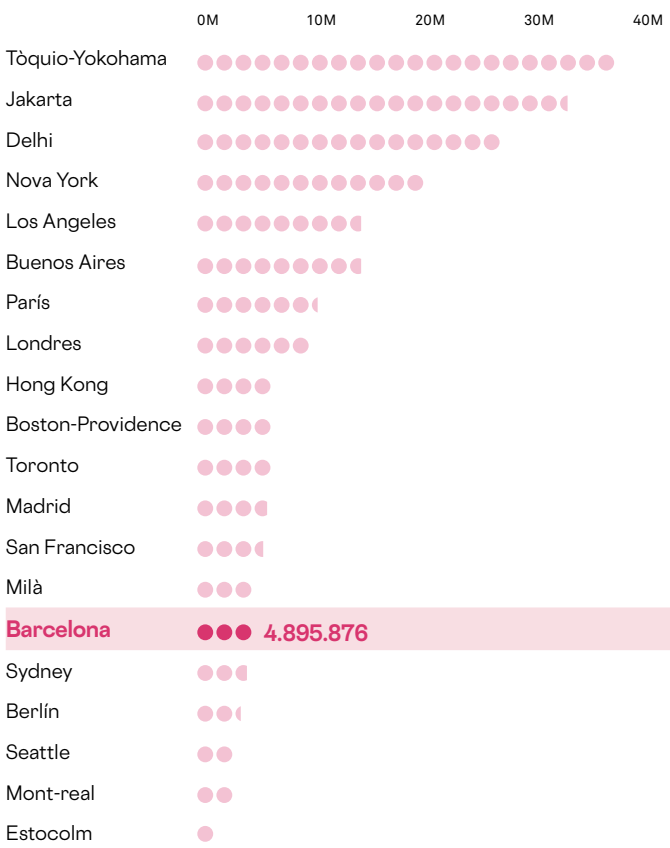 0M 10M 20M 30M 40M
Tòquio-Yokohama
Jakarta
Delhi
Nova York
Los Angeles
Buenos Aires
París
Londres
Hong Kong
Boston-Providence
Toronto
Madrid
San Francisco
Milà
Barcelona 4.895.876
Sydney
Berlín
Seattle
Mont-real
Estocolm